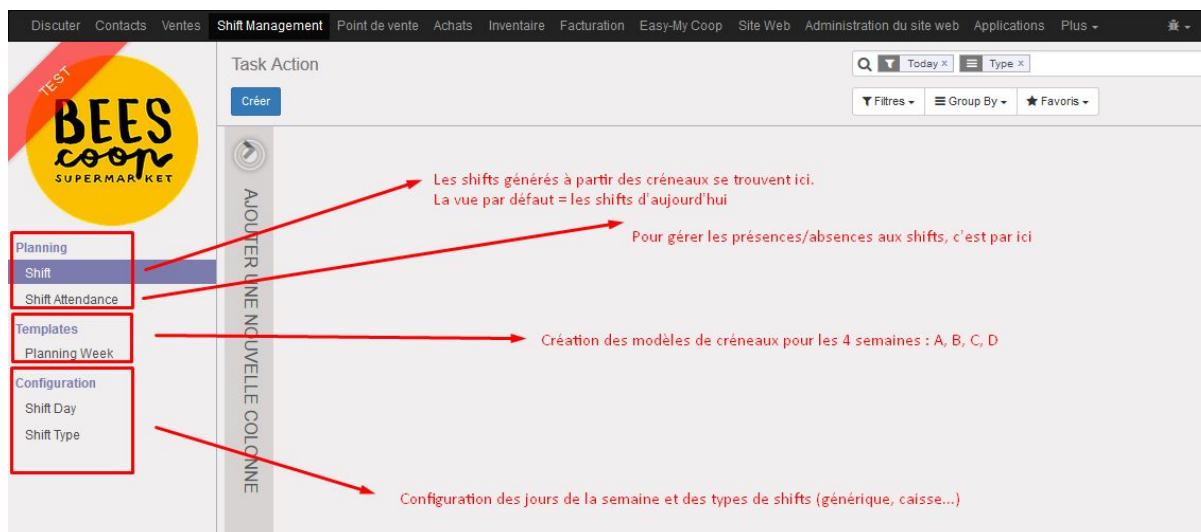 Discuter Contacts Ventes Shift Management Point de vente Achats Inventaire Facturation Easy-My Coop Site Web Administration du site web Applications Plus
TEST
BEES
coop
SUPERMARKET
Task Action
Today × Type ×
Créer
Filtres Group By Favoris
AJOUTER UNE NOUVELLE COLONNE
Les shifts générés à partir des créneaux se trouvent ici.
La vue par défaut = les shifts d'aujourd'hui
Pour gérer les présences/absences aux shifts, c'est par ici
Planning
Shift
Shift Attendance
Templates
Planning Week
Création des modèles de créneaux pour les 4 semaines : A, B, C, D
Configuration
Shift Day
Shift Type
Configuration des jours de la semaine et des types de shifts (générique, caisse...)